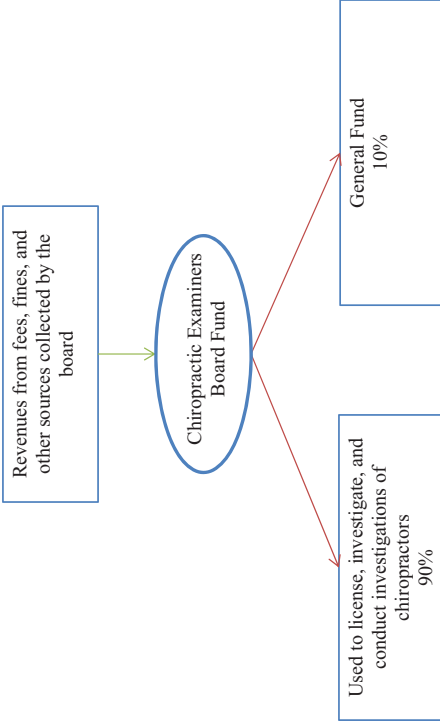 Revenues from fees, fines, and
other sources collected by the
board
Chiropractic Examiners
Board Fund
Used to license, investigate, and
conduct investigations of
chiropractors
90%
General Fund
10%